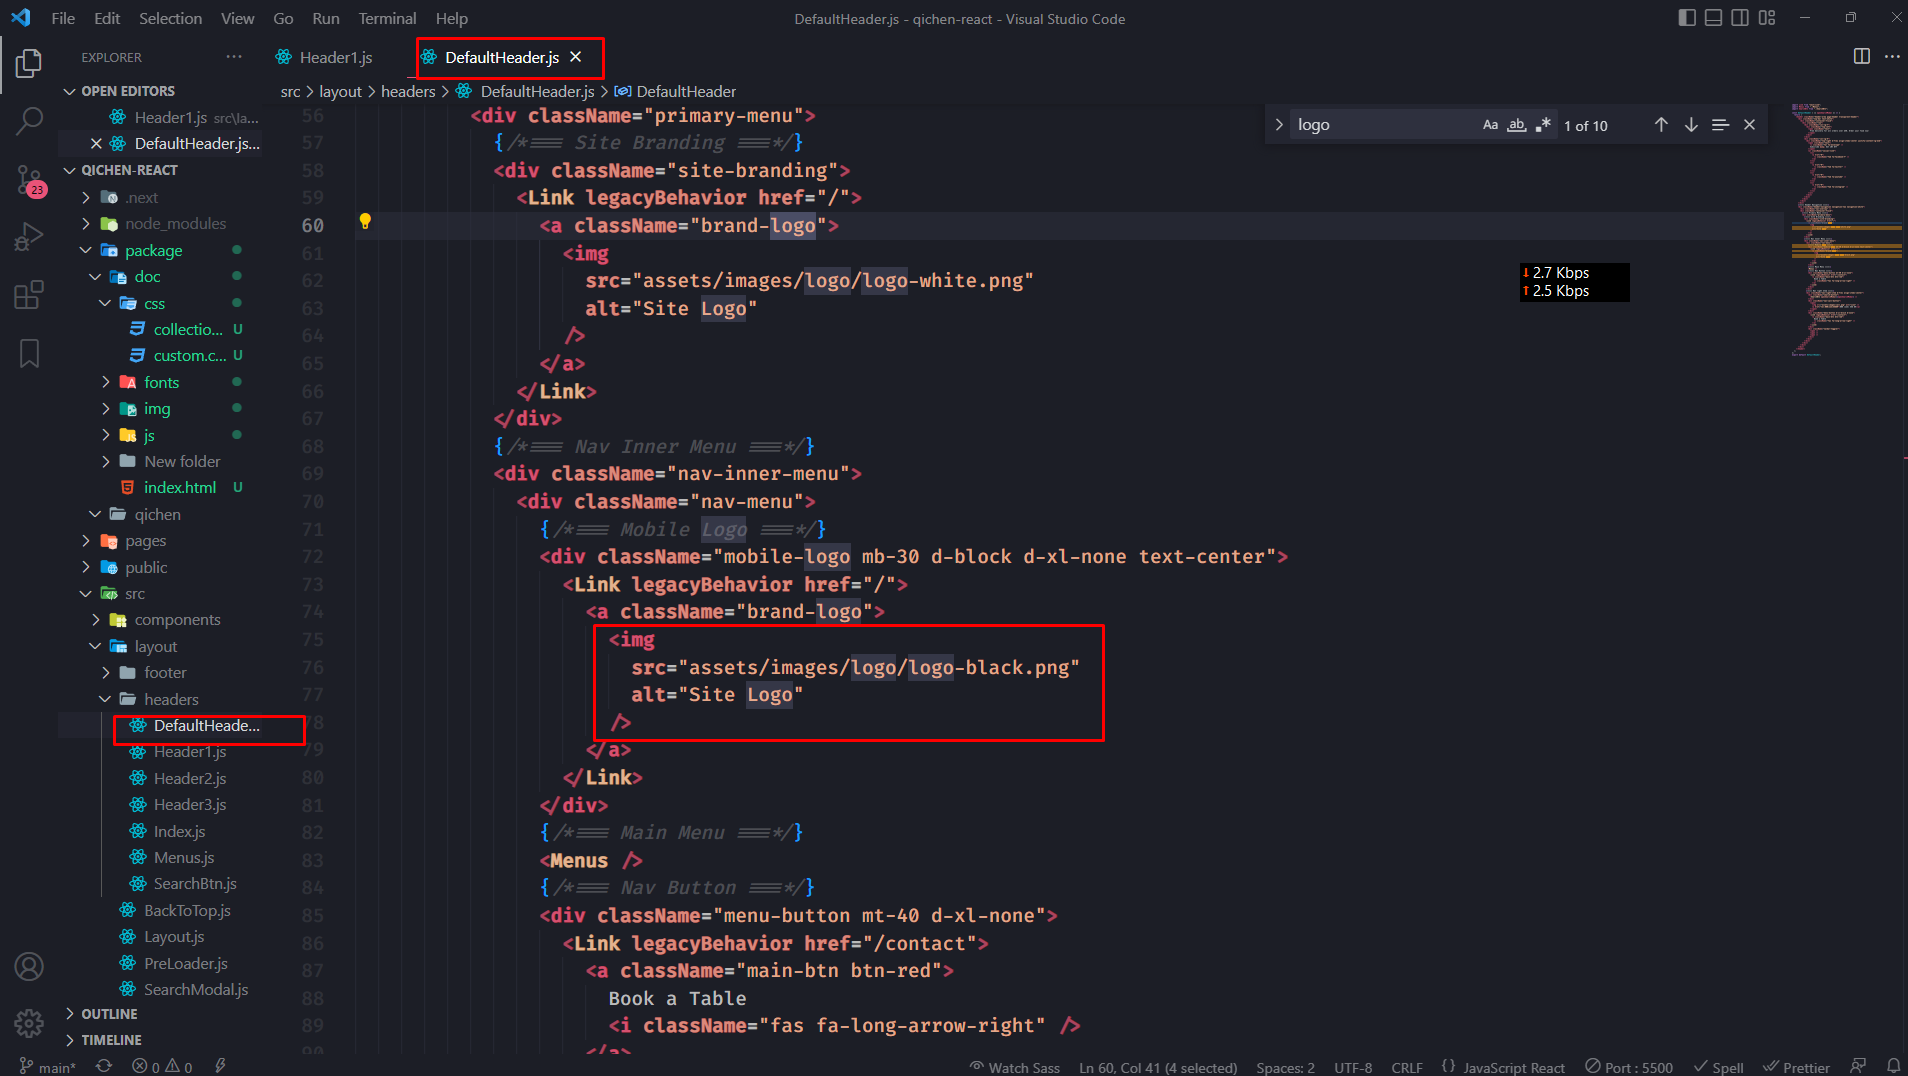 File Edit Selection View Go Run Terminal Help
DefaultHeader.js - qichen-react - Visual Studio Code
EXPLORER
Header1.js
DefaultHeader.js
OPEN EDITORS
Header1.js src\la...
DefaultHeader.js...
QICHEN-REACT
.next
node_modules
package
doc
css
collectio... U
custom.c... U
fonts
img
js
New folder
index.html U
qichen
pages
public
src
components
layout
footer
headers
DefaultHeade...
Header1.js
Header2.js
Header3.js
Index.js
Menus.js
SearchBtn.js
BackToTop.js
Layout.js
PreLoader.js
SearchModal.js
OUTLINE
TIMELINE
23
src > layout > headers > DefaultHeader.js > DefaultHeader
logo
Aa ab .* 1 of 10
2.7 Kbps
2.5 Kbps
56 <div className="primary-menu">
57 {/*=== Site Branding ===*/}
58 <div className="site-branding">
59 <Link legacyBehavior href="/">
60 <a className="brand-logo">
61 <img
62 src="assets/images/logo/logo-white.png"
63 alt="Site Logo"
64 />
65 </a>
66 </Link>
67 </div>
68 {/*=== Nav Inner Menu ===*/}
69 <div className="nav-inner-menu">
70 <div className="nav-menu">
71 {/*=== Mobile Logo ===*/}
72 <div className="mobile-logo mb-30 d-block d-xl-none text-center">
73 <Link legacyBehavior href="/">
74 <a className="brand-logo">
75 <img
76 src="assets/images/logo/logo-black.png"
77 alt="Site Logo"
78 />
79 </a>
80 </Link>
81 </div>
82 {/*=== Main Menu ===*/}
83 <Menus />
84 {/*=== Nav Button ===*/}
85 <div className="menu-button mt-40 d-xl-none">
86 <Link legacyBehavior href="/contact">
87 <a className="main-btn btn-red">
88 Book a Table
89 <i className="fas fa-long-arrow-right" />
90 </a>
main* 0 0 Watch Sass Ln 60, Col 41 (4 selected) Spaces: 2 UTF-8 CRLF {} JavaScript React Port : 5500 Spell Prettier